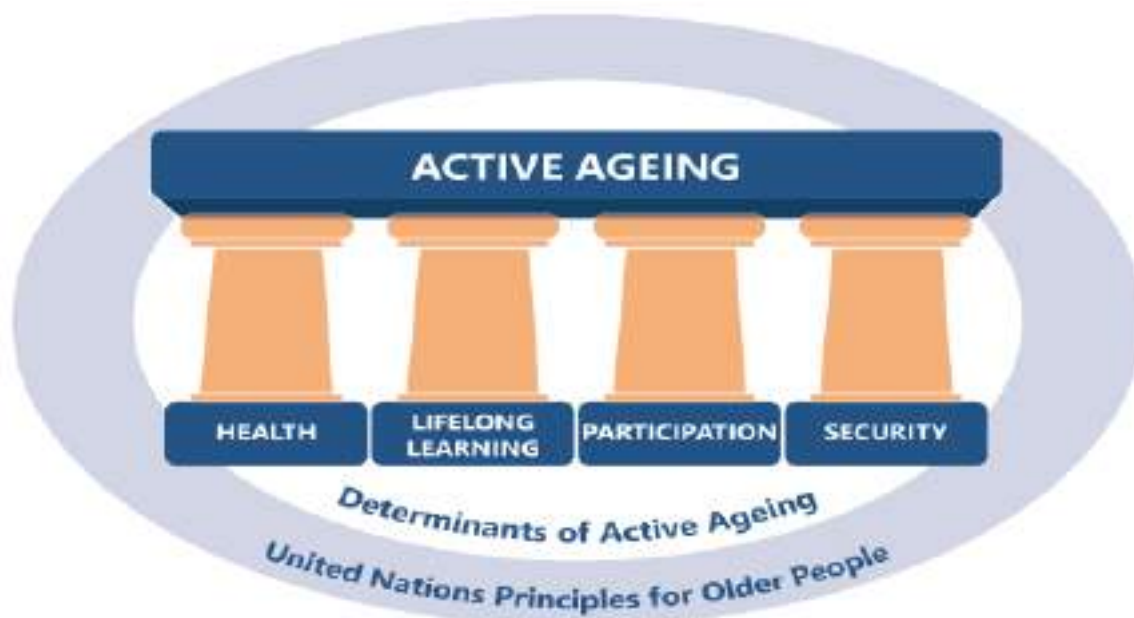 ACTIVE AGEING
HEALTH
LIFELONG
LEARNING
PARTICIPATION
SECURITY
Determinants of Active Ageing
United Nations Principles for Older People